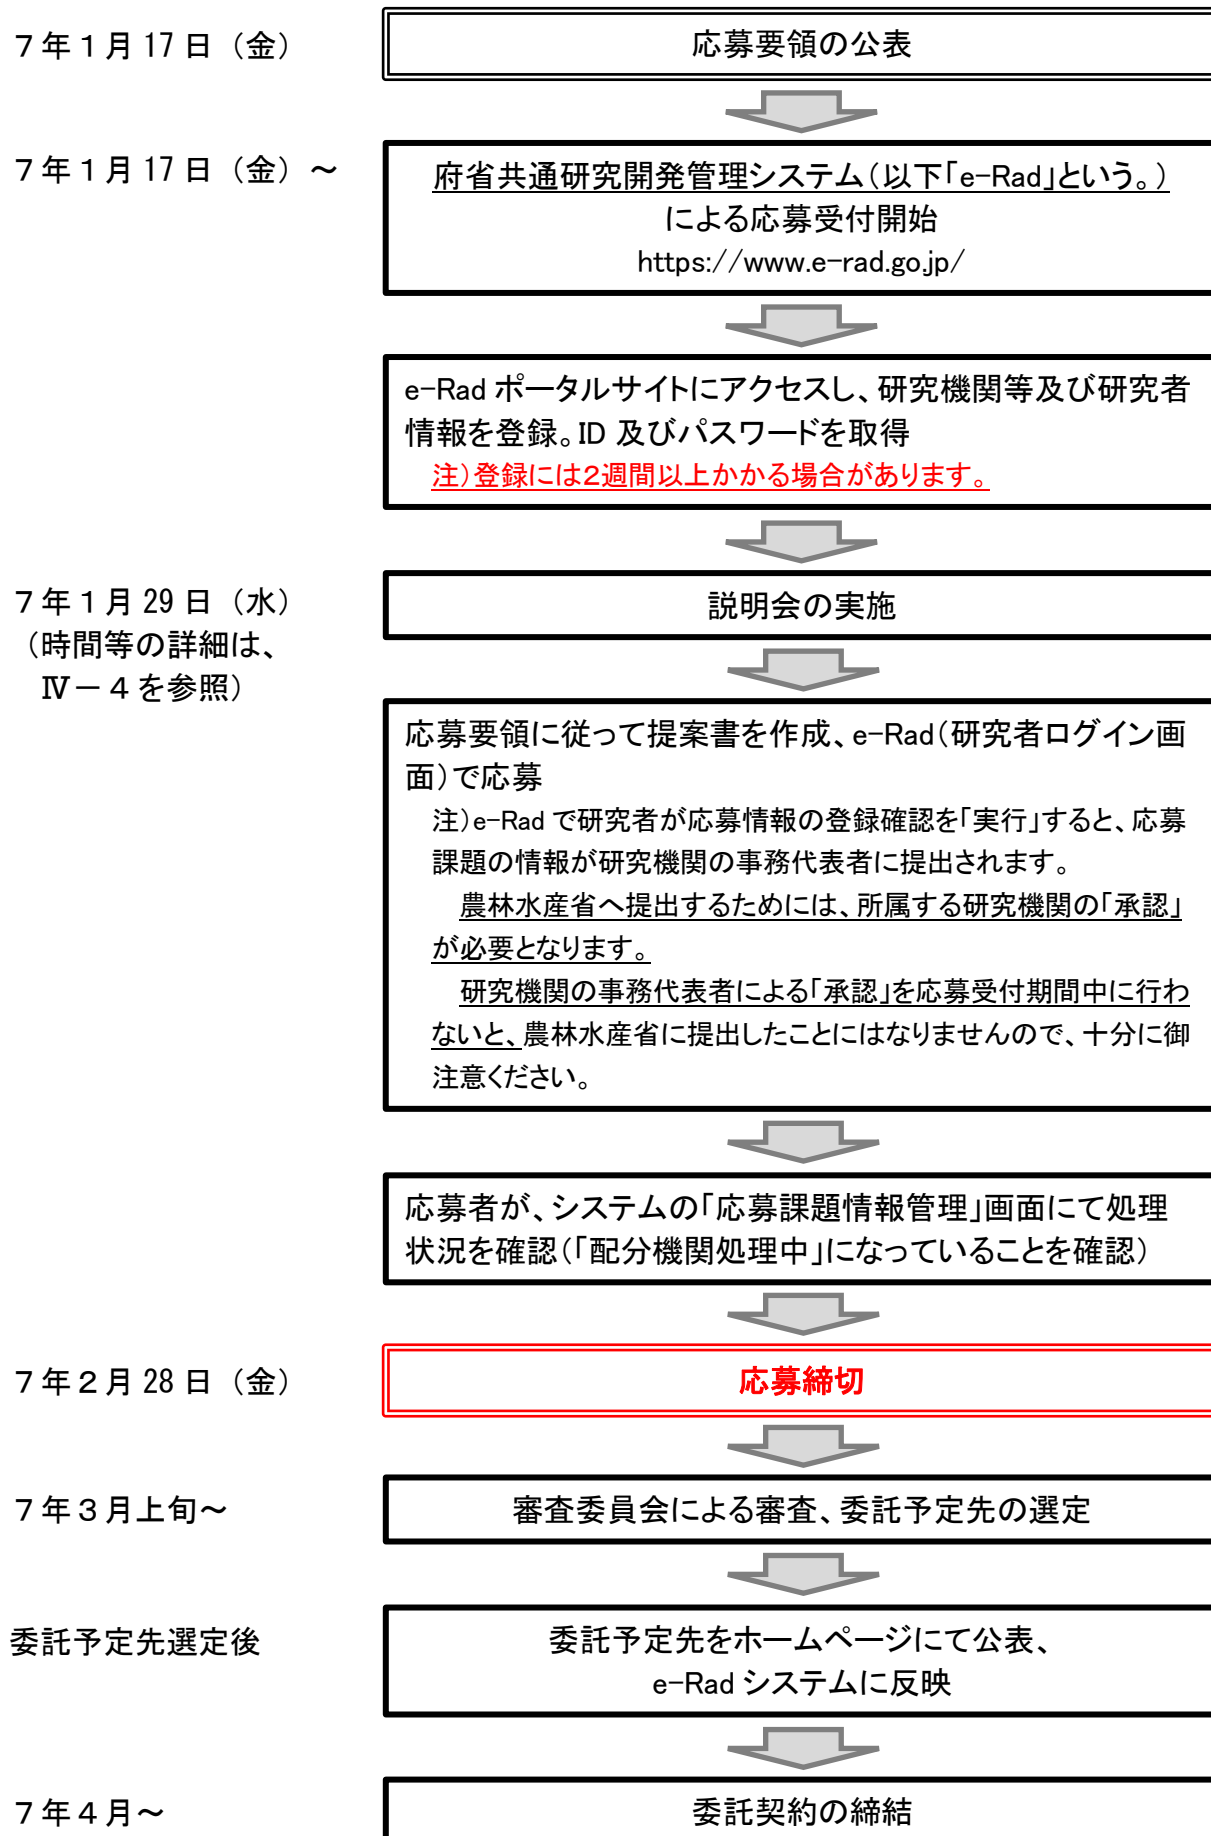 ７年１月 17 日（金）
応募要領の公表
７年１月 17 日（金）～
府省共通研究開発管理システム（以下「e-Rad」という。）
による応募受付開始
https://www.e-rad.go.jp/
e-Rad ポータルサイトにアクセスし、研究機関等及び研究者
情報を登録。ID 及びパスワードを取得
注）登録には２週間以上かかる場合があります。
７年１月 29 日（水）
（時間等の詳細は、
Ⅳ－４を参照）
説明会の実施
応募要領に従って提案書を作成、e-Rad（研究者ログイン画
面）で応募
注）e-Rad で研究者が応募情報の登録確認を「実行」すると、応募
課題の情報が研究機関の事務代表者に提出されます。
農林水産省へ提出するためには、所属する研究機関の「承認」
が必要となります。
研究機関の事務代表者による「承認」を応募受付期間中に行わ
ないと、農林水産省に提出したことにはなりませんので、十分に御
注意ください。
応募者が、システムの「応募課題情報管理」画面にて処理
状況を確認（「配分機関処理中」になっていることを確認）
７年２月 28 日（金）
応募締切
７年３月上旬～
審査委員会による審査、委託予定先の選定
委託予定先選定後
委託予定先をホームページにて公表、
e-Rad システムに反映
７年４月～
委託契約の締結